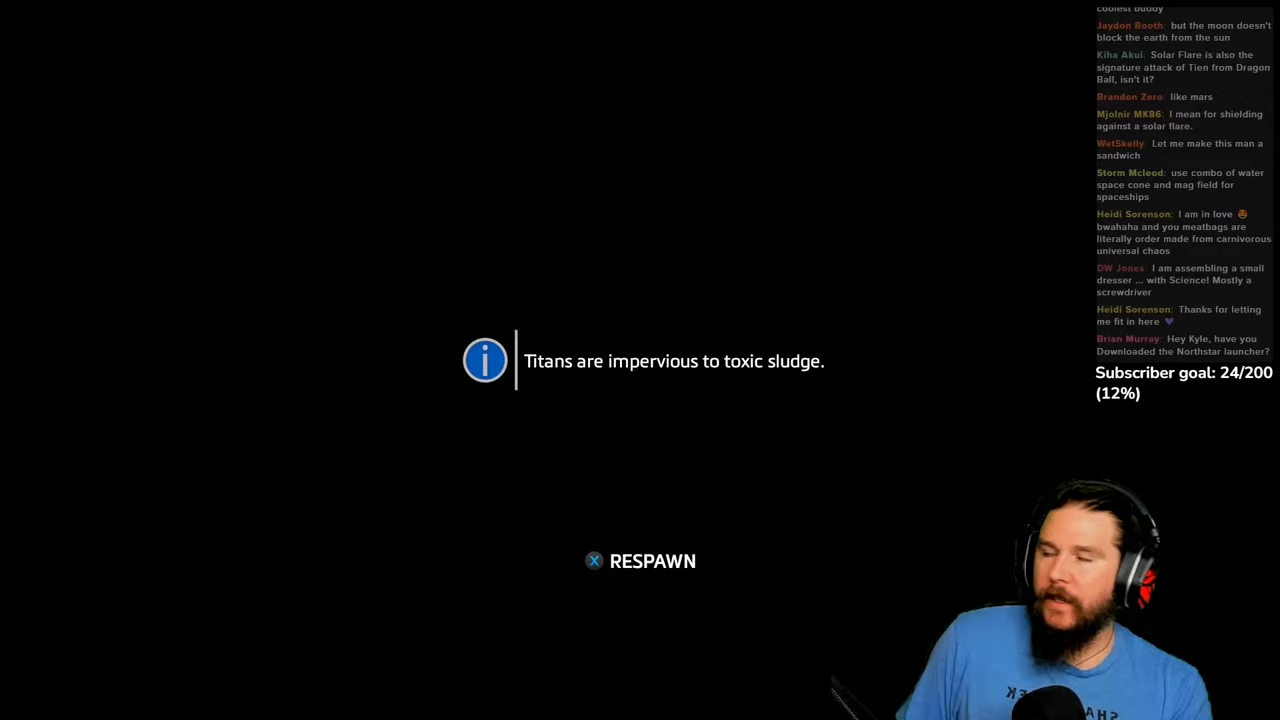 coolest buddy
Jaydon Booth: but the moon doesn't
block the earth from the sun
Kiha Akui: Solar Flare is also the
signature attack of Tien from Dragon
Ball, isn't it?
Brandon Zero: like mars
Mjolnir MK86: I mean for shielding
against a solar flare.
WetSkelly: Let me make this man a
sandwich
Storm Mcleod: use combo of water
space cone and mag field for
spaceships
Heidi Sorenson: I am in love 🤩
bwahaha and you meatbags are
literally order made from carnivorous
universal chaos
DW Jones: I am assembling a small
dresser ... with Science! Mostly a
screwdriver
Heidi Sorenson: Thanks for letting
me fit in here 💜
Brian Murray: Hey Kyle, have you
Downloaded the Northstar launcher?
Subscriber goal: 24/200
(12%)
i Titans are impervious to toxic sludge.
X RESPAWN